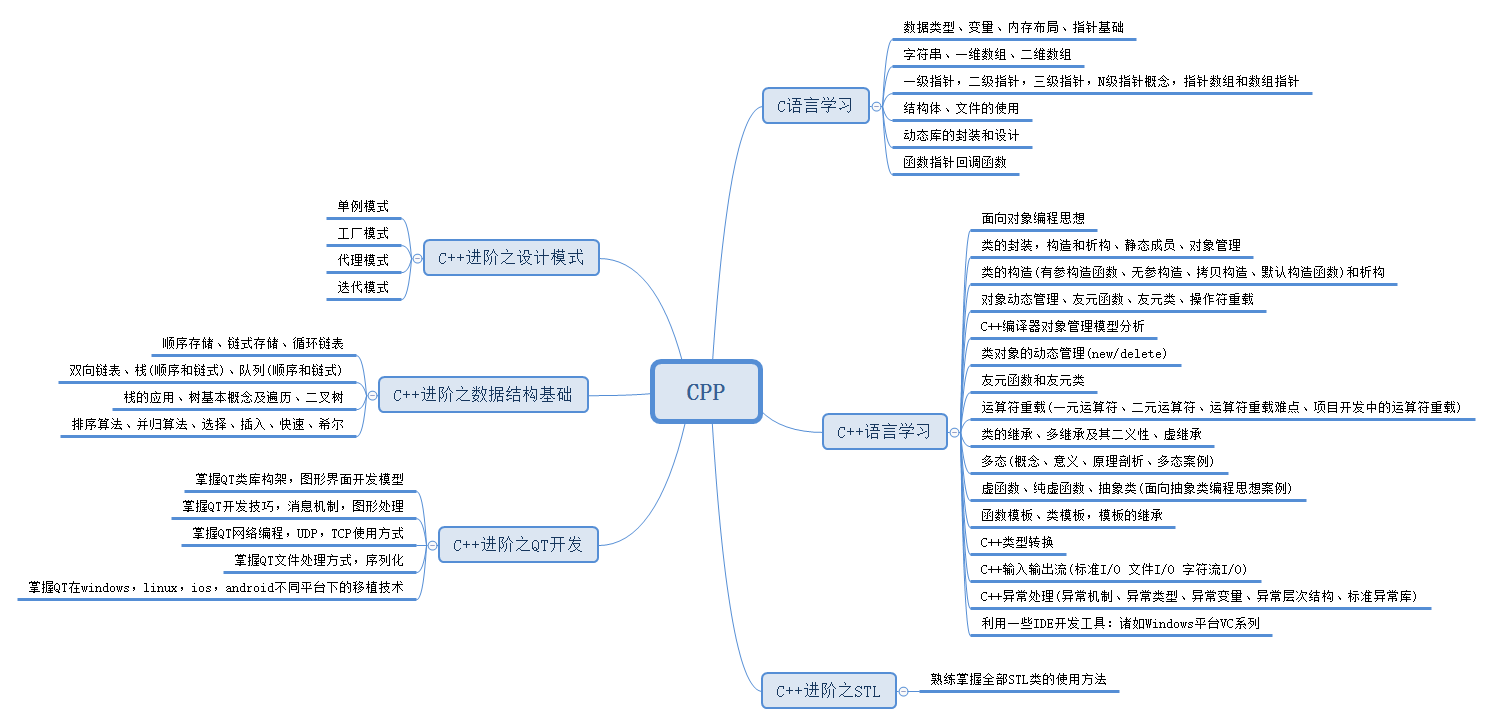 CPP
C语言学习
数据类型、变量、内存布局、指针基础
字符串、一维数组、二维数组
一级指针，二级指针，三级指针，N级指针概念，指针数组和数组指针
结构体、文件的使用
动态库的封装和设计
函数指针回调函数
C++语言学习
面向对象编程思想
类的封装，构造和析构、静态成员、对象管理
类的构造(有参构造函数、无参构造、拷贝构造、默认构造函数)和析构
对象动态管理、友元函数、友元类、操作符重载
C++编译器对象管理模型分析
类对象的动态管理(new/delete)
友元函数和友元类
运算符重载(一元运算符、二元运算符、运算符重载难点、项目开发中的运算符重载)
类的继承、多继承及其二义性、虚继承
多态(概念、意义、原理剖析、多态案例)
虚函数、纯虚函数、抽象类(面向抽象类编程思想案例)
函数模板、类模板，模板的继承
C++类型转换
C++输入输出流(标准I/O 文件I/O 字符流I/O)
C++异常处理(异常机制、异常类型、异常变量、异常层次结构、标准异常库)
利用一些IDE开发工具：诸如Windows平台VC系列
C++进阶之STL
熟练掌握全部STL类的使用方法
C++进阶之QT开发
掌握QT类库构架，图形界面开发模型
掌握QT开发技巧，消息机制，图形处理
掌握QT网络编程，UDP，TCP使用方式
掌握QT文件处理方式，序列化
掌握QT在windows，linux，ios，android不同平台下的移植技术
C++进阶之数据结构基础
顺序存储、链式存储、循环链表
双向链表、栈(顺序和链式)、队列(顺序和链式)
栈的应用、树基本概念及遍历、二叉树
排序算法、并归算法、选择、插入、快速、希尔
C++进阶之设计模式
单例模式
工厂模式
代理模式
迭代模式